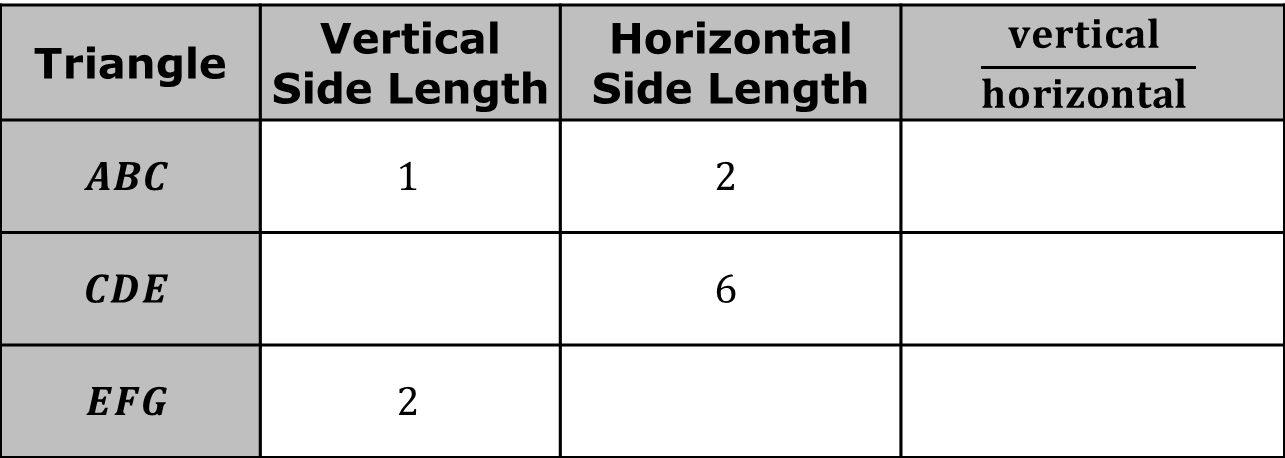 Triangle
Vertical
Side Length
Horizontal
Side Length
vertical
horizontal
ABC
1
2
CDE
6
EFG
2